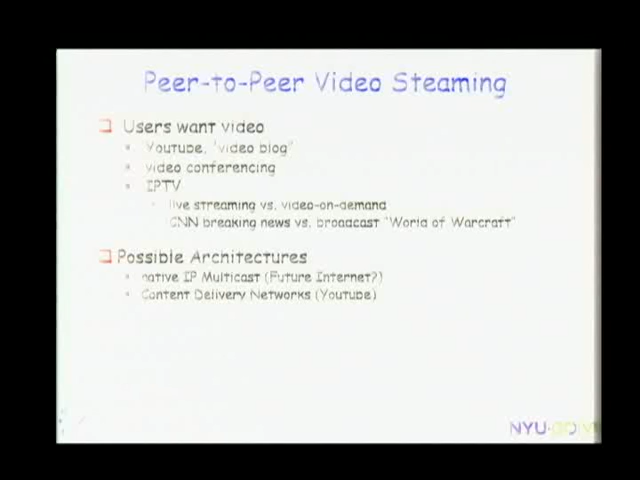 Peer-to-Peer Video Steaming
Users want video
Youtube, "video blog"
video conferencing
IPTV
live streaming vs. video-on-demand
CNN breaking news vs. broadcast "World of Warcraft"
Possible Architectures
native IP Multicast (Future Internet?)
Content Delivery Networks (Youtube)
NYU